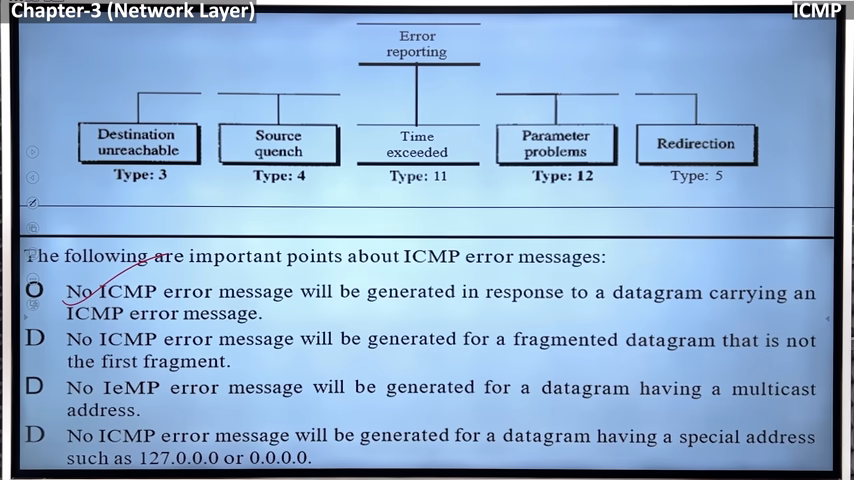 Chapter-3 (Network Layer)
ICMP
Error
reporting
Destination
unreachable
Type: 3
Source
quench
Type: 4
Time
exceeded
Type: 11
Parameter
problems
Type: 12
Redirection
Type: 5
The following are important points about ICMP error messages:
O No ICMP error message will be generated in response to a datagram carrying an
ICMP error message.
D No ICMP error message will be generated for a fragmented datagram that is not
the first fragment.
D No IeMP error message will be generated for a datagram having a multicast
address.
D No ICMP error message will be generated for a datagram having a special address
such as 127.0.0.0 or 0.0.0.0.